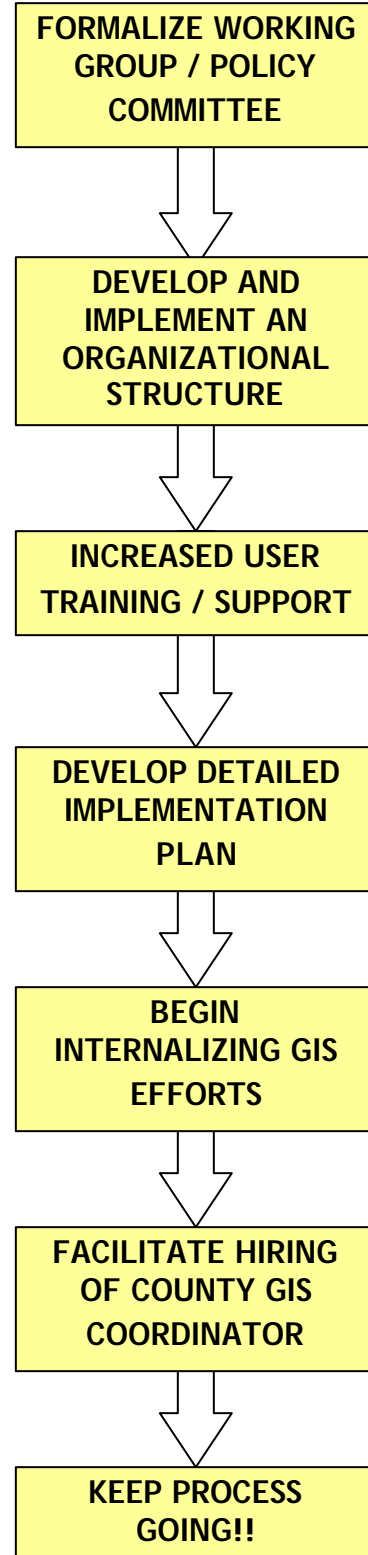 FORMALIZE WORKING
GROUP / POLICY
COMMITTEE
DEVELOP AND
IMPLEMENT AN
ORGANIZATIONAL
STRUCTURE
INCREASED USER
TRAINING / SUPPORT
DEVELOP DETAILED
IMPLEMENTATION
PLAN
BEGIN
INTERNALIZING GIS
EFFORTS
FACILITATE HIRING
OF COUNTY GIS
COORDINATOR
KEEP PROCESS
GOING!!